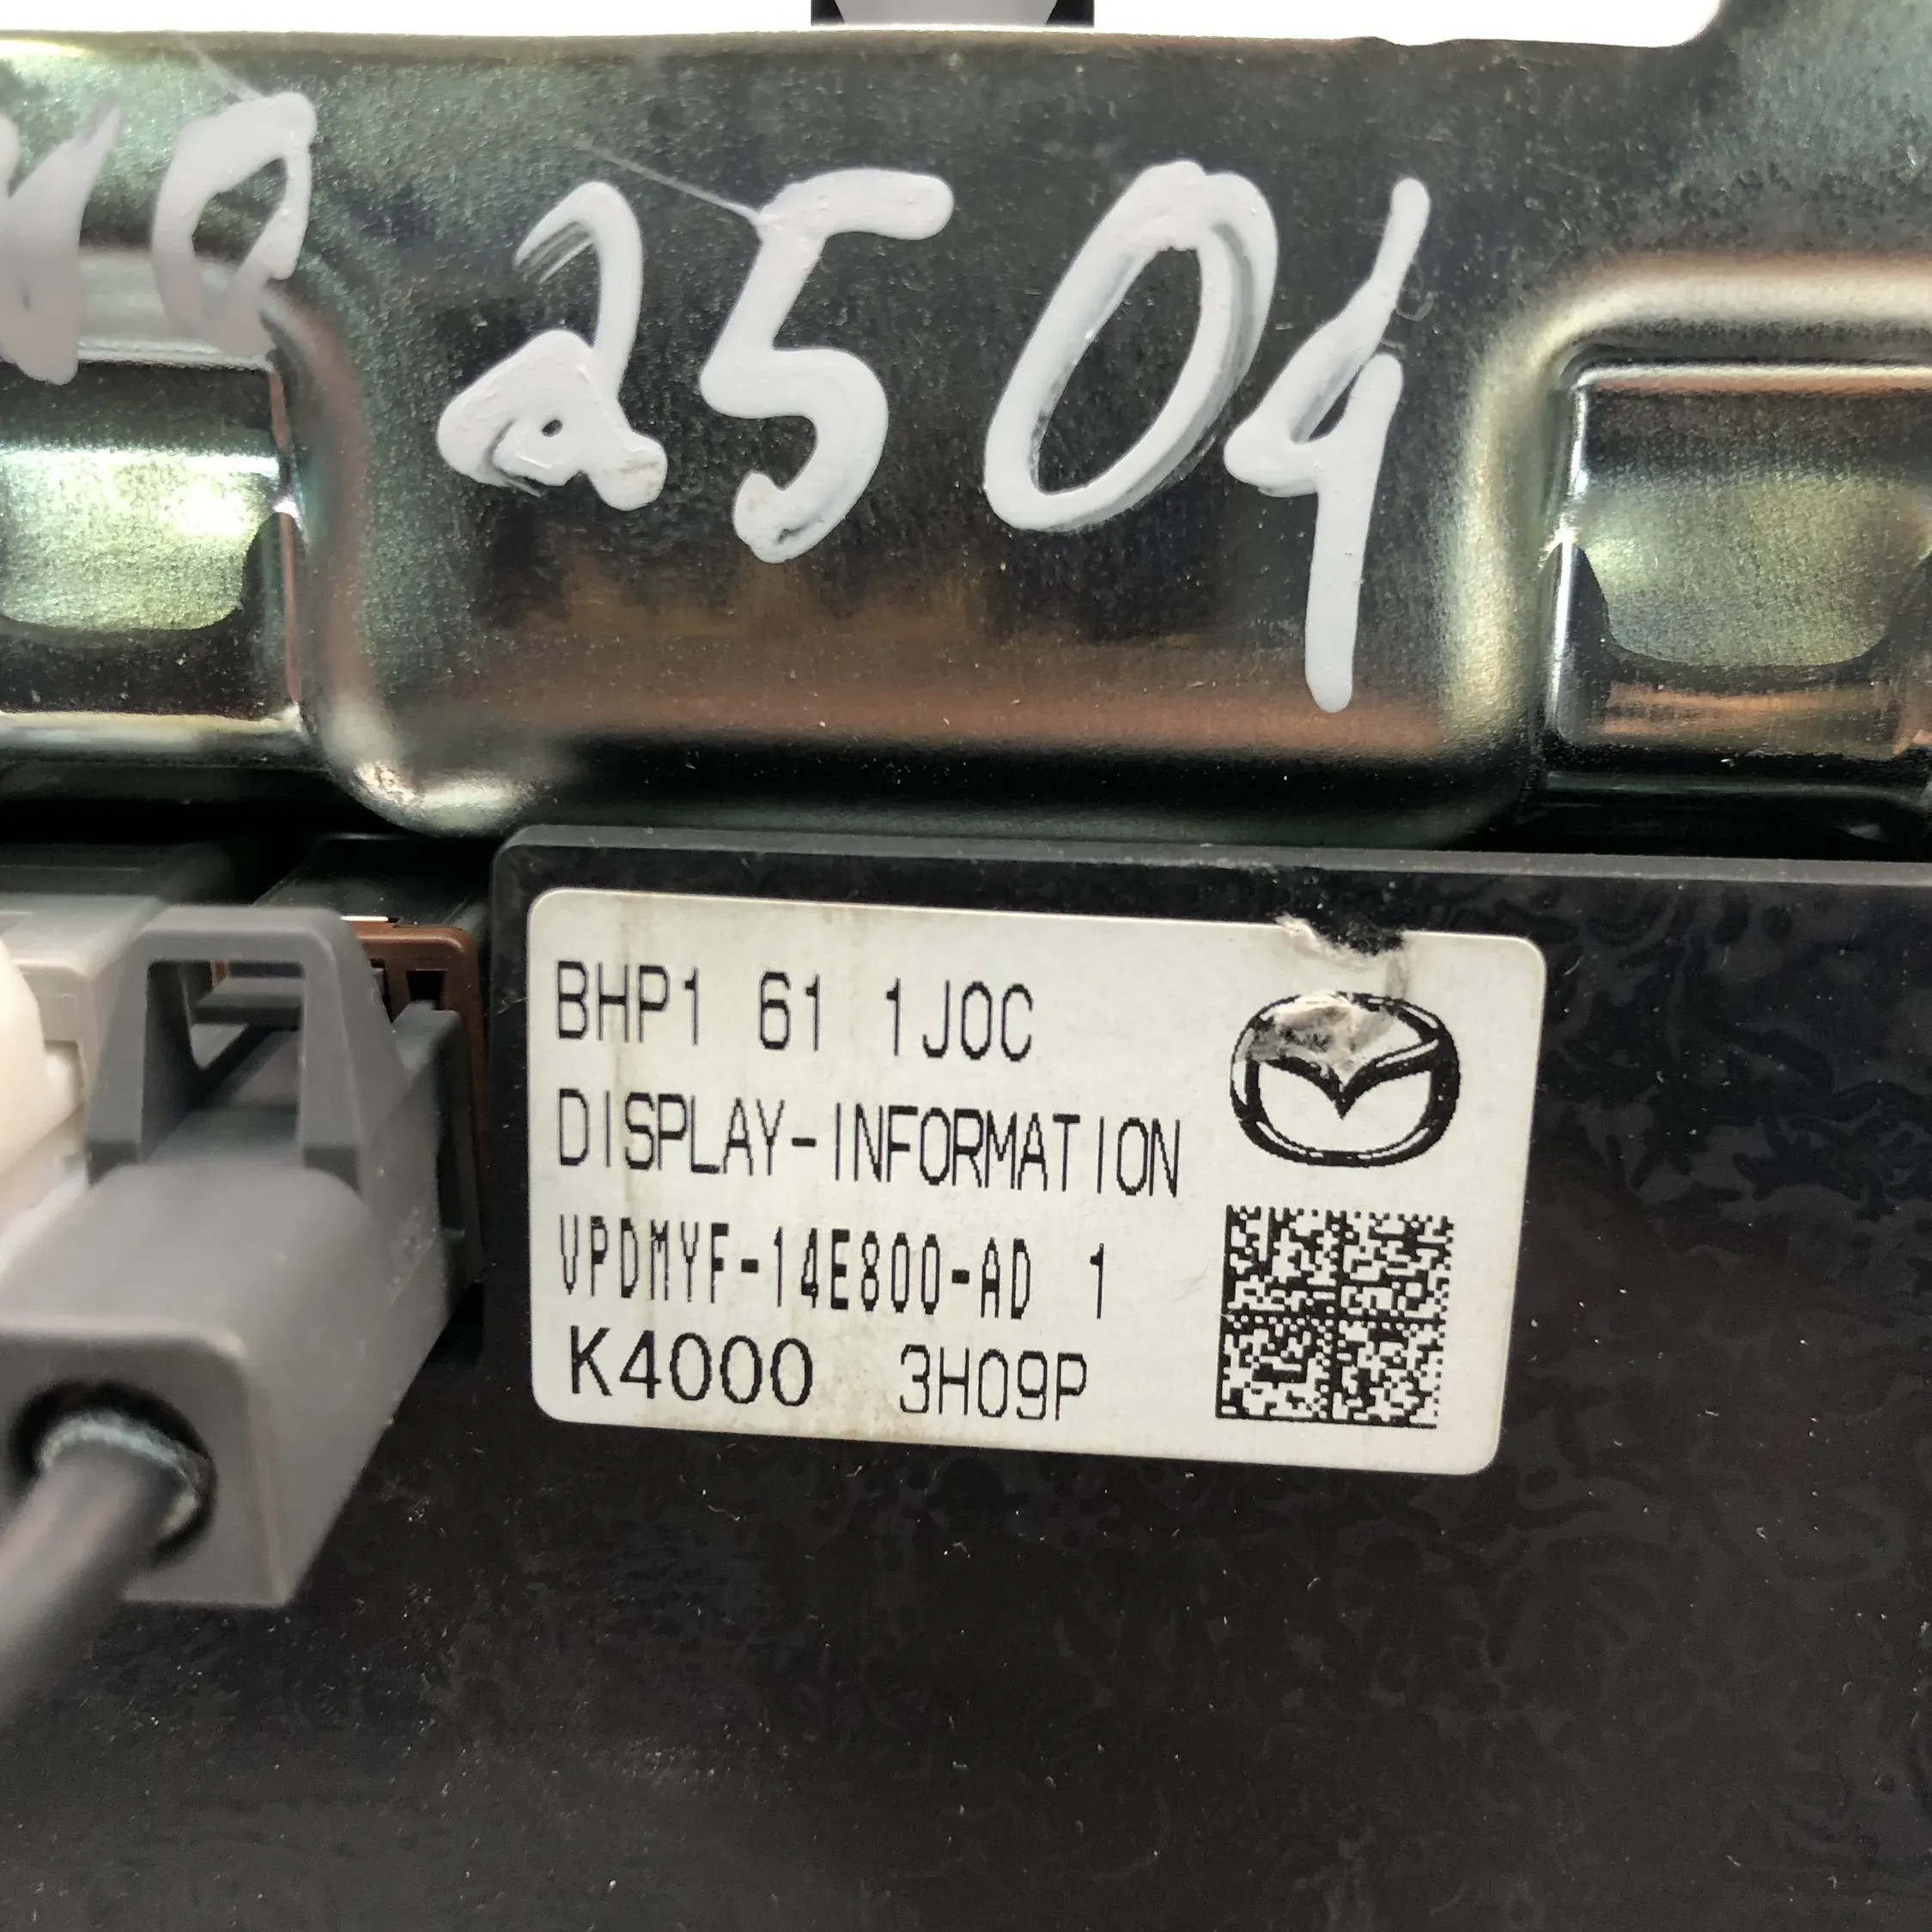 2504
BHP1 61 1J0C
DISPLAY-INFORMATION
VPDMYF-14E800-AD 1
K4000 3H09P